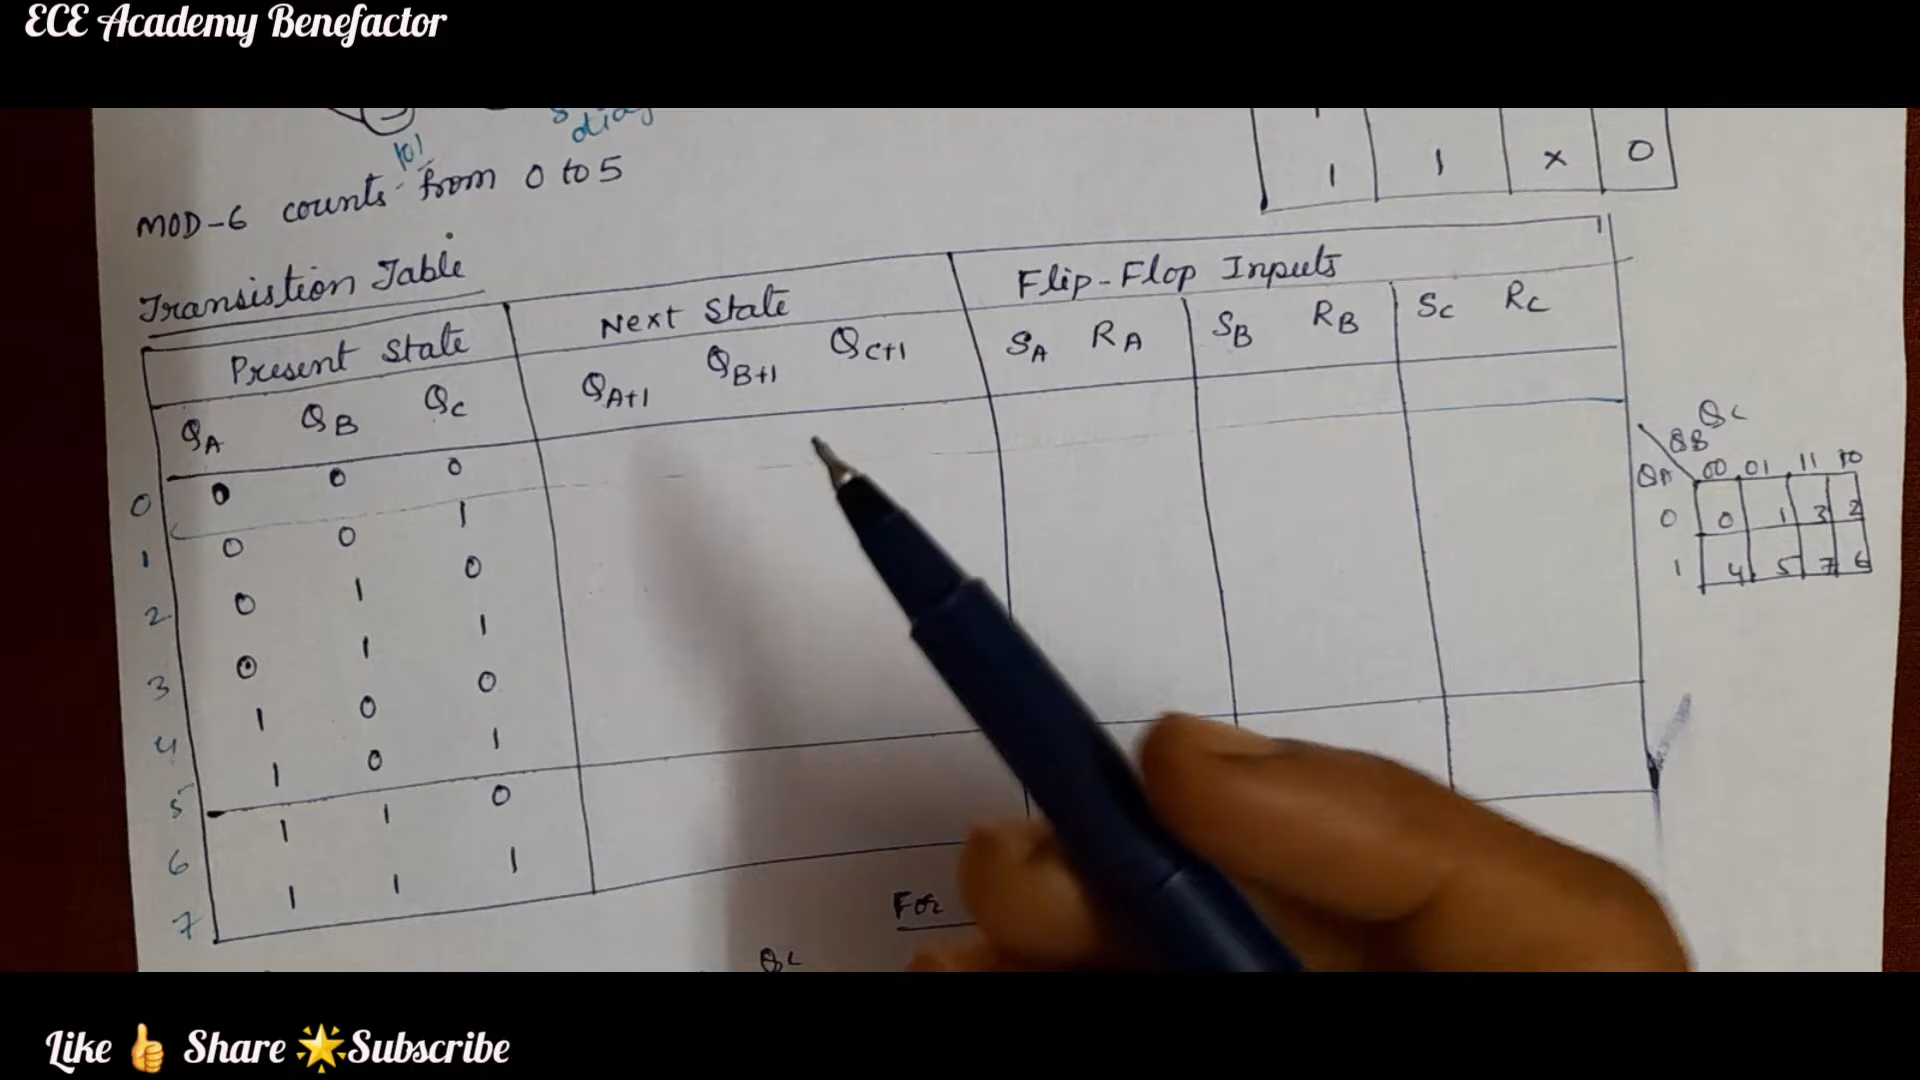 ECE Academy Benefactor
diag
101
1 1 x 0
MOD-6 counts from 0 to 5
Transistion Table
Present State Next State Flip-Flop Inputs
QA QB QC QA+1 QB+1 QC+1 SA RA SB RB SC RC
0 0 0 0
1 0 0 1
2 0 1 0
3 0 1 1
4 1 0 0
5 1 0 1
6 1 1 0
7 1 1 1
QC
QB
QA 00 01 11 10
0 0 1 3 2
1 4 5 7 6
For
QC
Like 👍 Share 🌟Subscribe